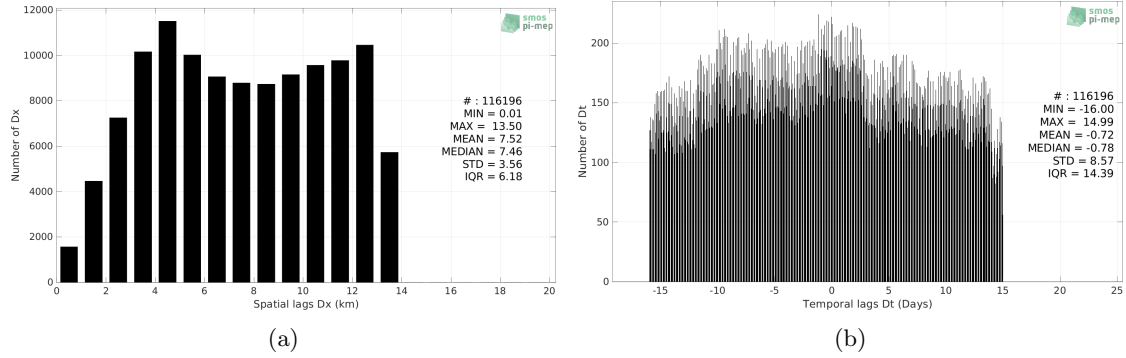 12000
10000
8000
6000
4000
2000
0
Number of Dx
0 2 4 6 8 10 12 14 16 18 20
Spatial lags Dx (km)
smos
pi-mep
# : 116196
MIN = 0.01
MAX = 13.50
MEAN = 7.52
MEDIAN = 7.46
STD = 3.56
IQR = 6.18
(a)
200
150
100
50
0
Number of Dt
-15 -10 -5 0 5 10 15 20 25
Temporal lags Dt (Days)
smos
pi-mep
# : 116196
MIN = -16.00
MAX = 14.99
MEAN = -0.72
MEDIAN = -0.78
STD = 8.57
IQR = 14.39
(b)